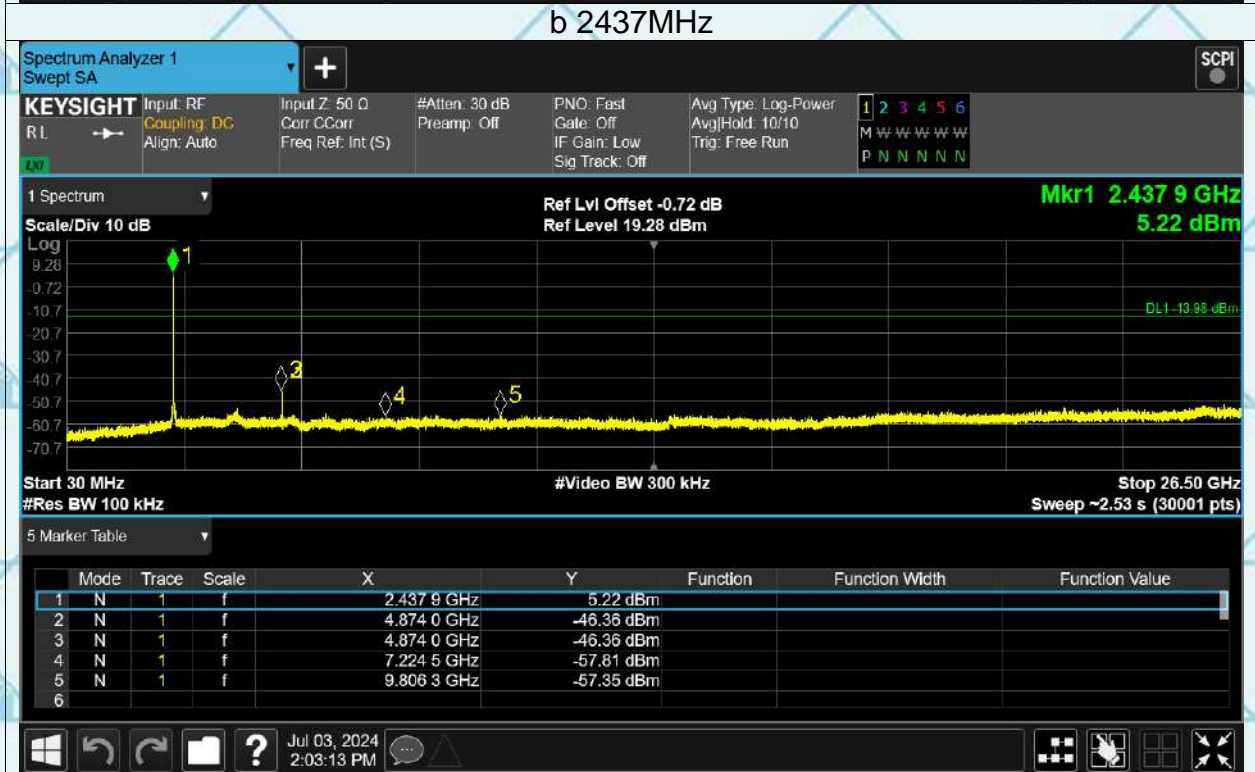 b 2437MHz
Spectrum Analyzer 1
Swept SA
+
SCPI
KEYSIGHT Input: RF Input Z: 50 Ω #Atten: 30 dB PNO: Fast Avg Type: Log-Power 1 2 3 4 5 6
RL Coupling: DC Corr CCorr Preamp: Off Gate: Off Avg|Hold: 10/10 M W W W W W
Align: Auto Freq Ref: Int (S) IF Gain: Low Trig: Free Run
LXI Sig Track: Off P N N N N N
1 Spectrum Ref Lvl Offset -0.72 dB Mkr1 2.437 9 GHz
Scale/Div 10 dB Ref Level 19.28 dBm 5.22 dBm
Log
9.28
-0.72
-10.7
-20.7
-30.7
-40.7
-50.7
-60.7
-70.7
1
DL1 -13.98 dBm
3
4
5
Start 30 MHz #Video BW 300 kHz Stop 26.50 GHz
#Res BW 100 kHz Sweep ~2.53 s (30001 pts)
5 Marker Table
Mode Trace Scale X Y Function Function Width Function Value
1 N 1 f 2.437 9 GHz 5.22 dBm
2 N 1 f 4.874 0 GHz -46.36 dBm
3 N 1 f 4.874 0 GHz -46.36 dBm
4 N 1 f 7.224 5 GHz -57.81 dBm
5 N 1 f 9.806 3 GHz -57.35 dBm
6
? Jul 03, 2024
2:03:13 PM